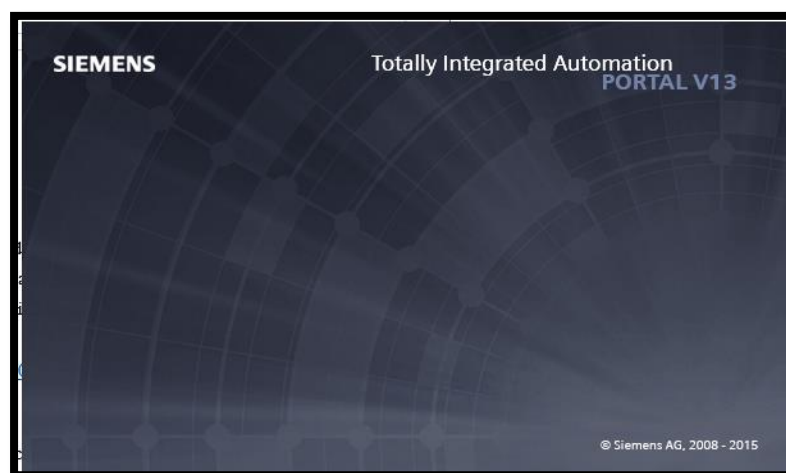 SIEMENS
Totally Integrated Automation
PORTAL V13
© Siemens AG, 2008 - 2015